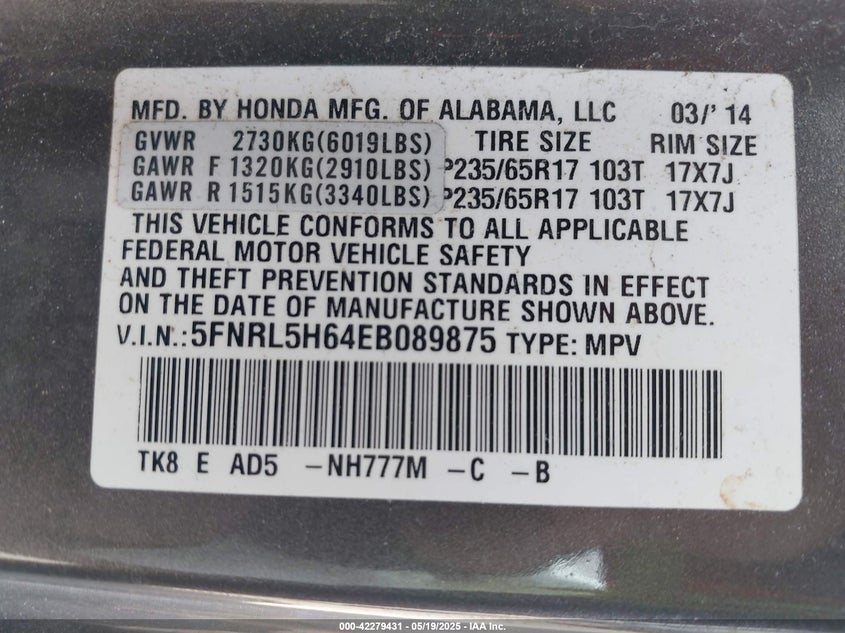 MFD. BY HONDA MFG. OF ALABAMA, LLC 03/' 14
GVWR 2730KG(6019LBS) TIRE SIZE RIM SIZE
GAWR F 1320KG(2910LBS) P235/65R17 103T 17X7J
GAWR R 1515KG(3340LBS) P235/65R17 103T 17X7J
THIS VEHICLE CONFORMS TO ALL APPLICABLE
FEDERAL MOTOR VEHICLE SAFETY
AND THEFT PREVENTION STANDARDS IN EFFECT
ON THE DATE OF MANUFACTURE SHOWN ABOVE.
V.I.N.:5FNRL5H64EB089875 TYPE: MPV
TK8 E AD5 -NH777M -C -B
000-42279431 - 05/19/2025 - IAA Inc.